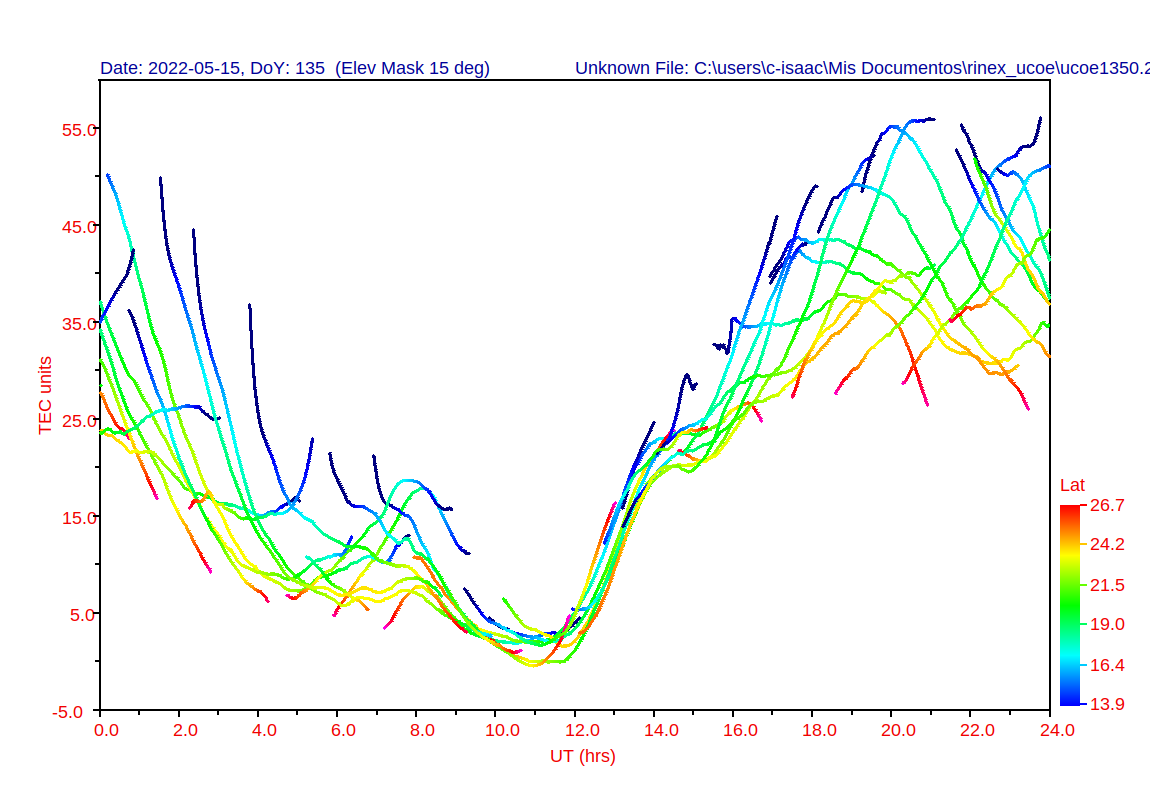 Date: 2022-05-15, DoY: 135  (Elev Mask 15 deg)
Unknown File: C:\users\c-isaac\Mis Documentos\rinex_ucoe\ucoe1350.2
55.0
45.0
35.0
25.0
15.0
5.0
-5.0
TEC units
0.0 2.0 4.0 6.0 8.0 10.0 12.0 14.0 16.0 18.0 20.0 22.0 24.0
UT (hrs)
Lat
26.7
24.2
21.5
19.0
16.4
13.9